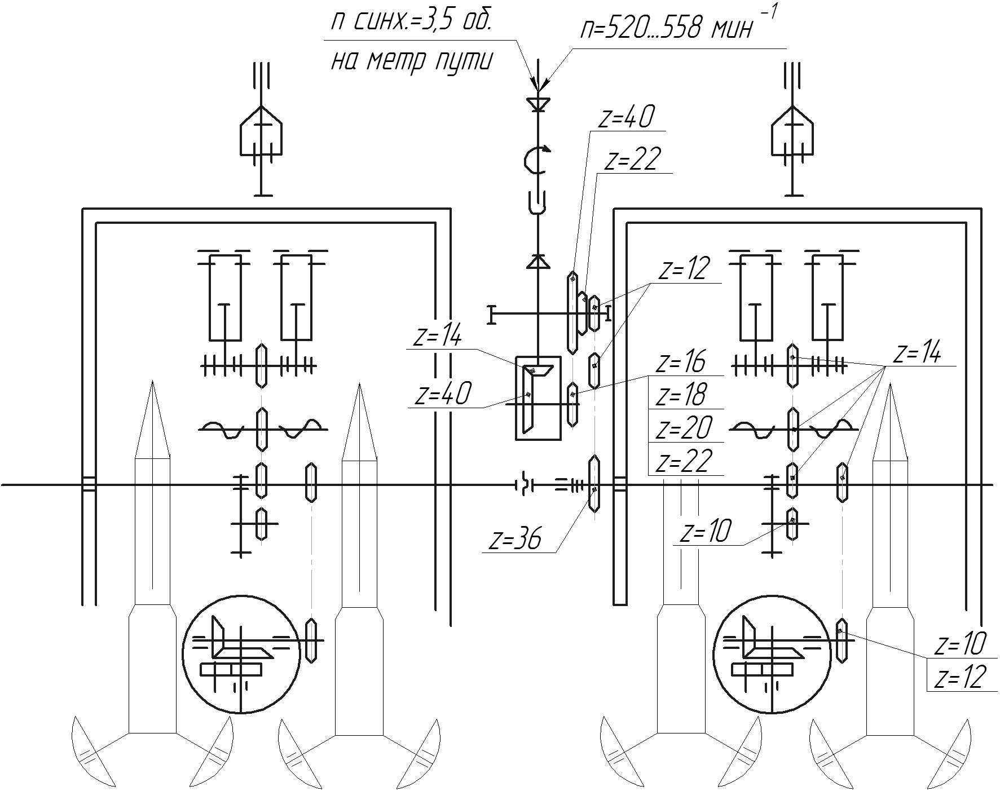 n синх.=3,5 об.
на метр пути
n=520...558 мин⁻¹
z=40
z=22
z=12
z=14
z=40
z=16
z=18
z=20
z=22
z=14
z=36
z=10
z=10
z=12